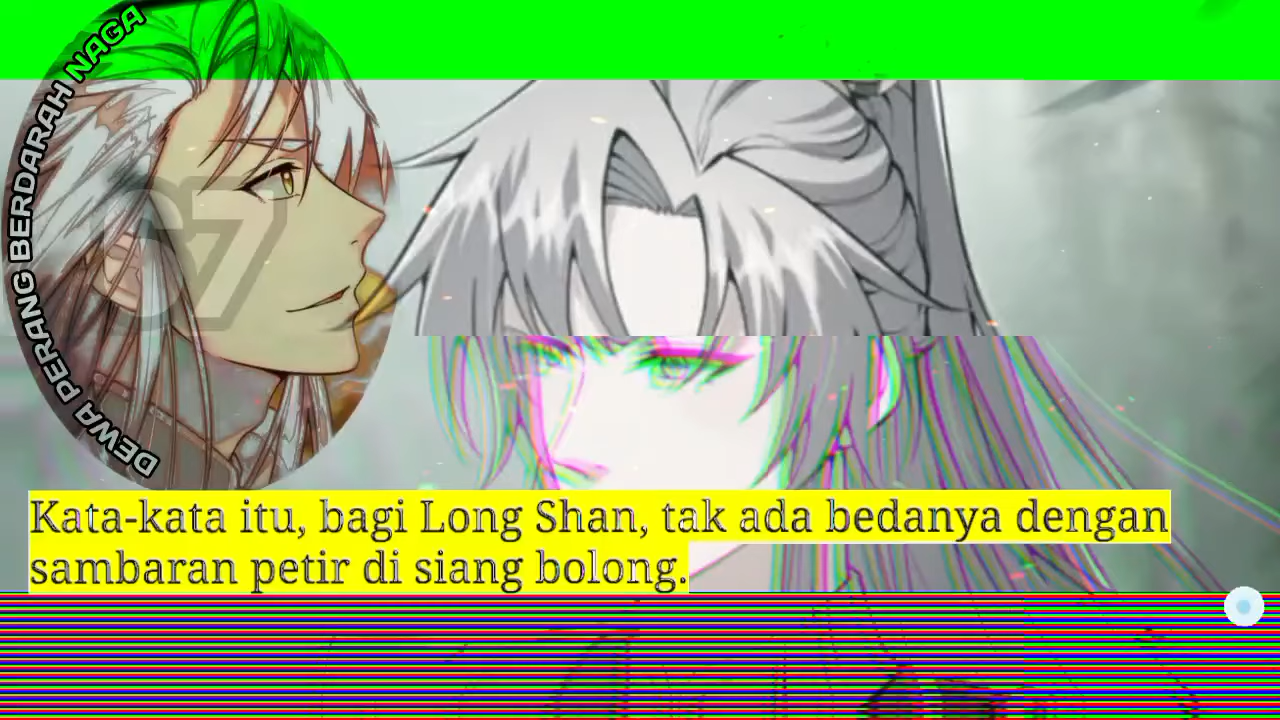 DEWA PERANG BERDARAH NAGA
67
Kata-kata itu, bagi Long Shan, tak ada bedanya dengan
sambaran petir di siang bolong.